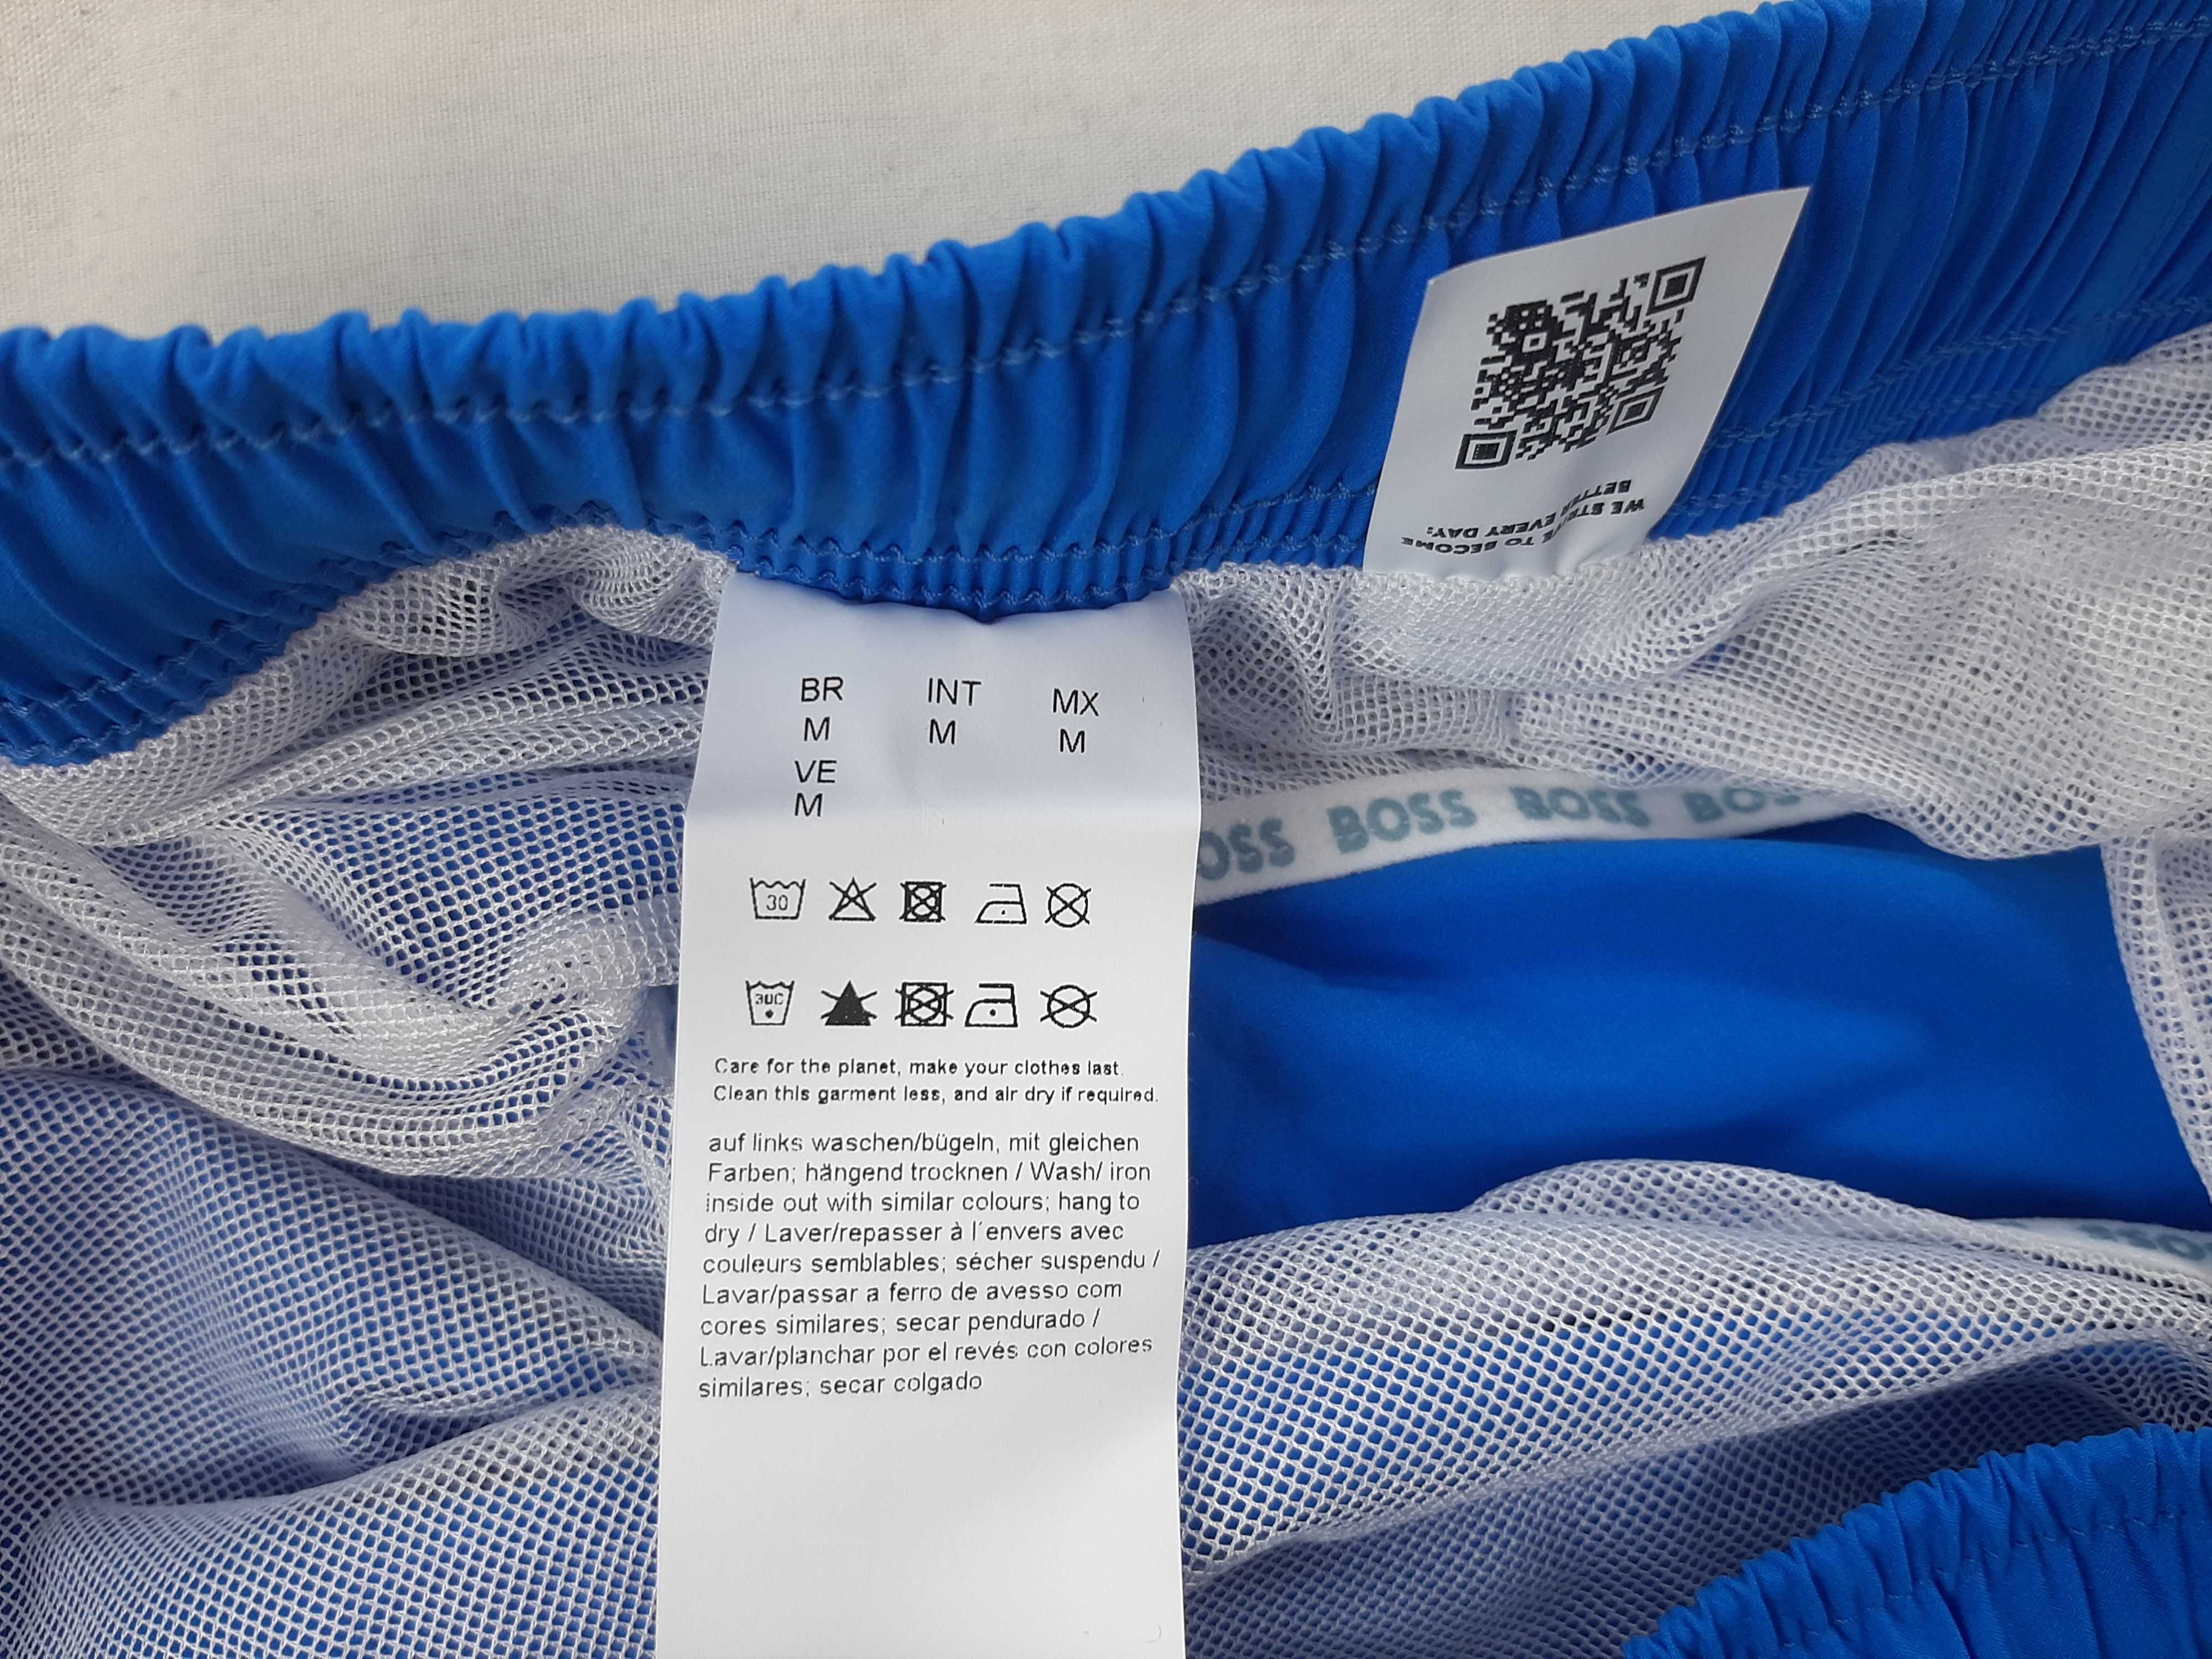 WE STRIVE TO BECOME
BETTER EVERY DAY:
BR INT MX
M M M
VE
M
OSS BOSS BOSS BOSS
30
30C
Care for the planet, make your clothes last.
Clean this garment less, and air dry if required.
auf links waschen/bügeln, mit gleichen
Farben; hängend trocknen / Wash/ iron
inside out with similar colours; hang to
dry / Laver/repasser à l'envers avec
couleurs semblables; sécher suspendu /
Lavar/passar a ferro de avesso com
cores similares; secar pendurado /
Lavar/planchar por el revés con colores
similares; secar colgado